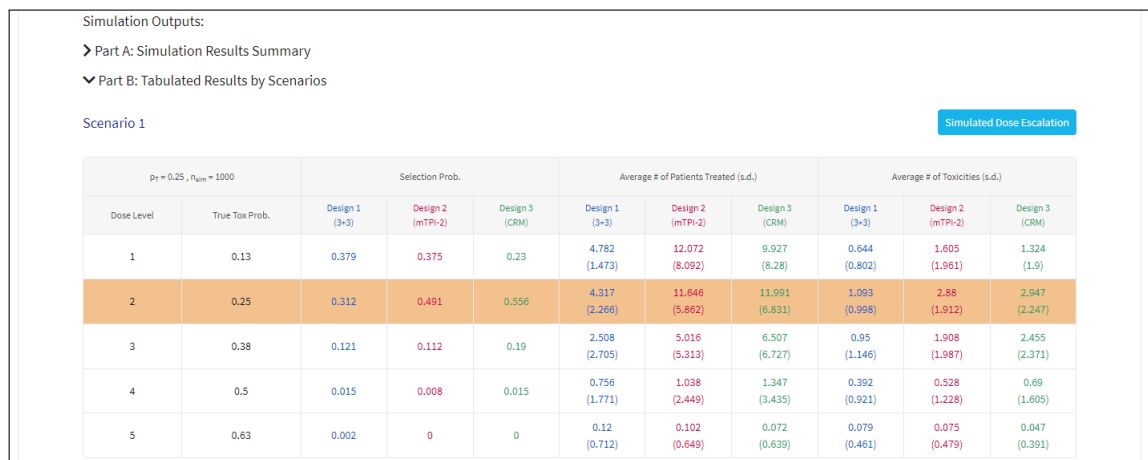 Simulation Outputs:
Part A: Simulation Results Summary
Part B: Tabulated Results by Scenarios
Scenario 1
Simulated Dose Escalation
pT = 0.25 , nsim = 1000 Selection Prob. Average # of Patients Treated (s.d.) Average # of Toxicities (s.d.)
Dose Level True Tox Prob. Design 1 Design 2 Design 3 Design 1 Design 2 Design 3 Design 1 Design 2 Design 3
(3+3) (mTPI-2) (CRM) (3+3) (mTPI-2) (CRM) (3+3) (mTPI-2) (CRM)
1 0.13 0.379 0.375 0.23 4.782 12.072 9.927 0.644 1.605 1.324
(1.473) (8.092) (8.28) (0.802) (1.961) (1.9)
2 0.25 0.312 0.491 0.556 4.317 11.646 11.991 1.093 2.88 2.947
(2.266) (5.862) (6.831) (0.998) (1.912) (2.247)
3 0.38 0.121 0.112 0.19 2.508 5.016 6.507 0.95 1.908 2.455
(2.705) (5.313) (6.727) (1.146) (1.987) (2.371)
4 0.5 0.015 0.008 0.015 0.756 1.038 1.347 0.392 0.528 0.69
(1.771) (2.449) (3.435) (0.921) (1.228) (1.605)
5 0.63 0.002 0 0 0.12 0.102 0.072 0.079 0.075 0.047
(0.712) (0.649) (0.639) (0.461) (0.479) (0.391)